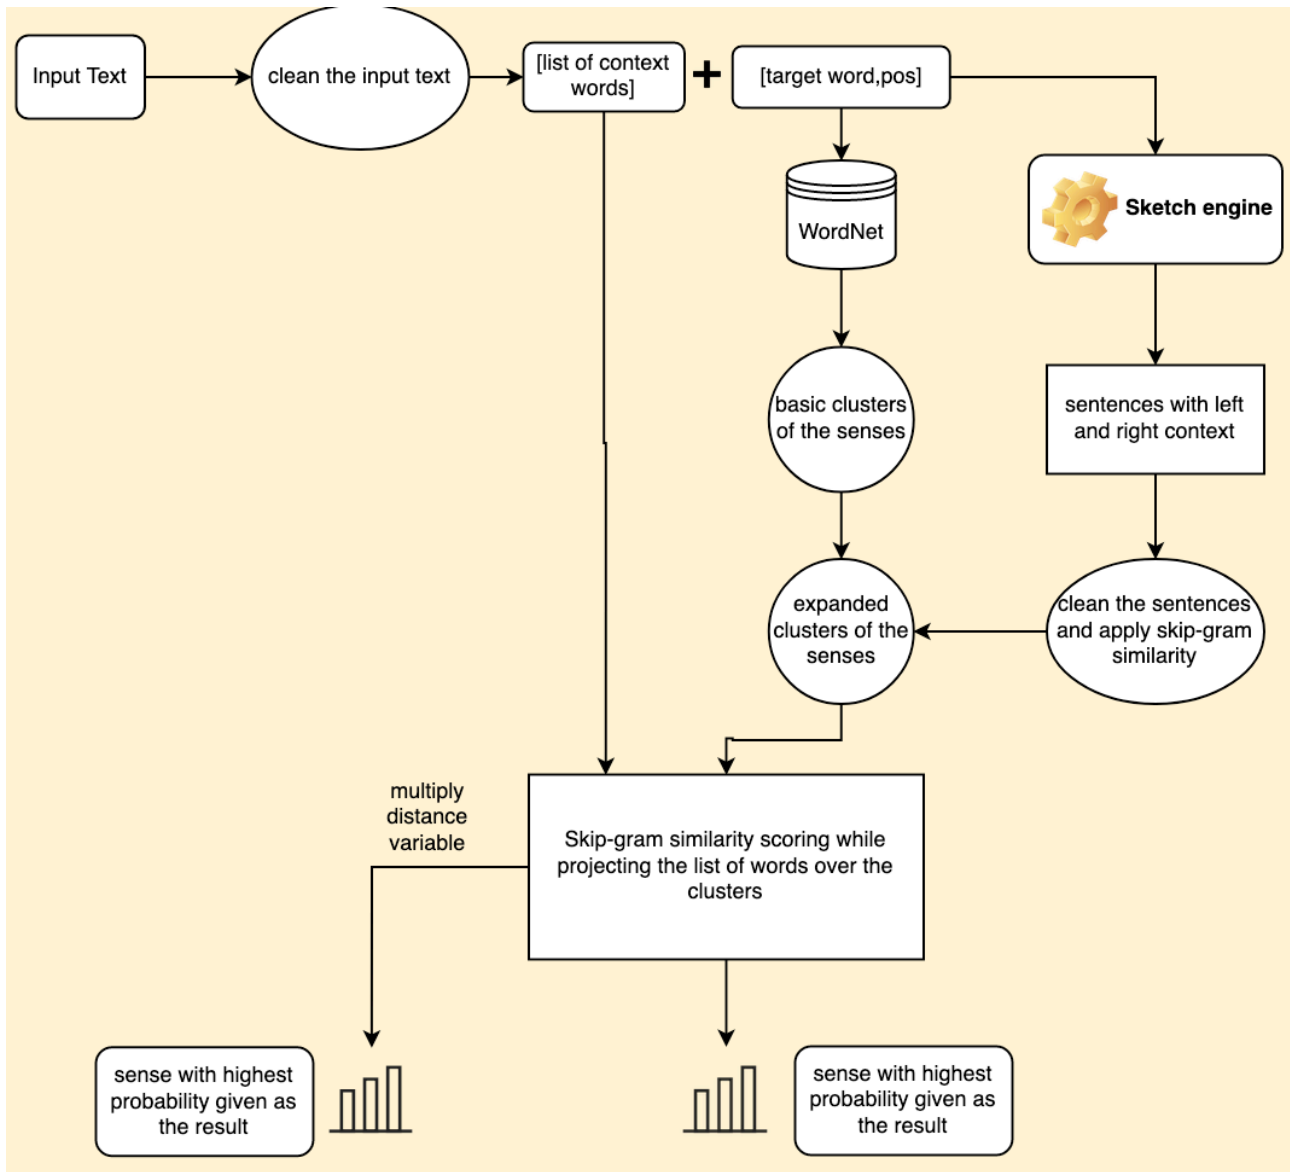 Input Text
clean the input text
[list of context
words]
+
[target word,pos]
WordNet
Sketch engine
basic clusters
of the senses
sentences with left
and right context
expanded
clusters of the
senses
clean the sentences
and apply skip-gram
similarity
multiply
distance
variable
Skip-gram similarity scoring while
projecting the list of words over the
clusters
sense with highest
probability given as
the result
sense with highest
probability given as
the result